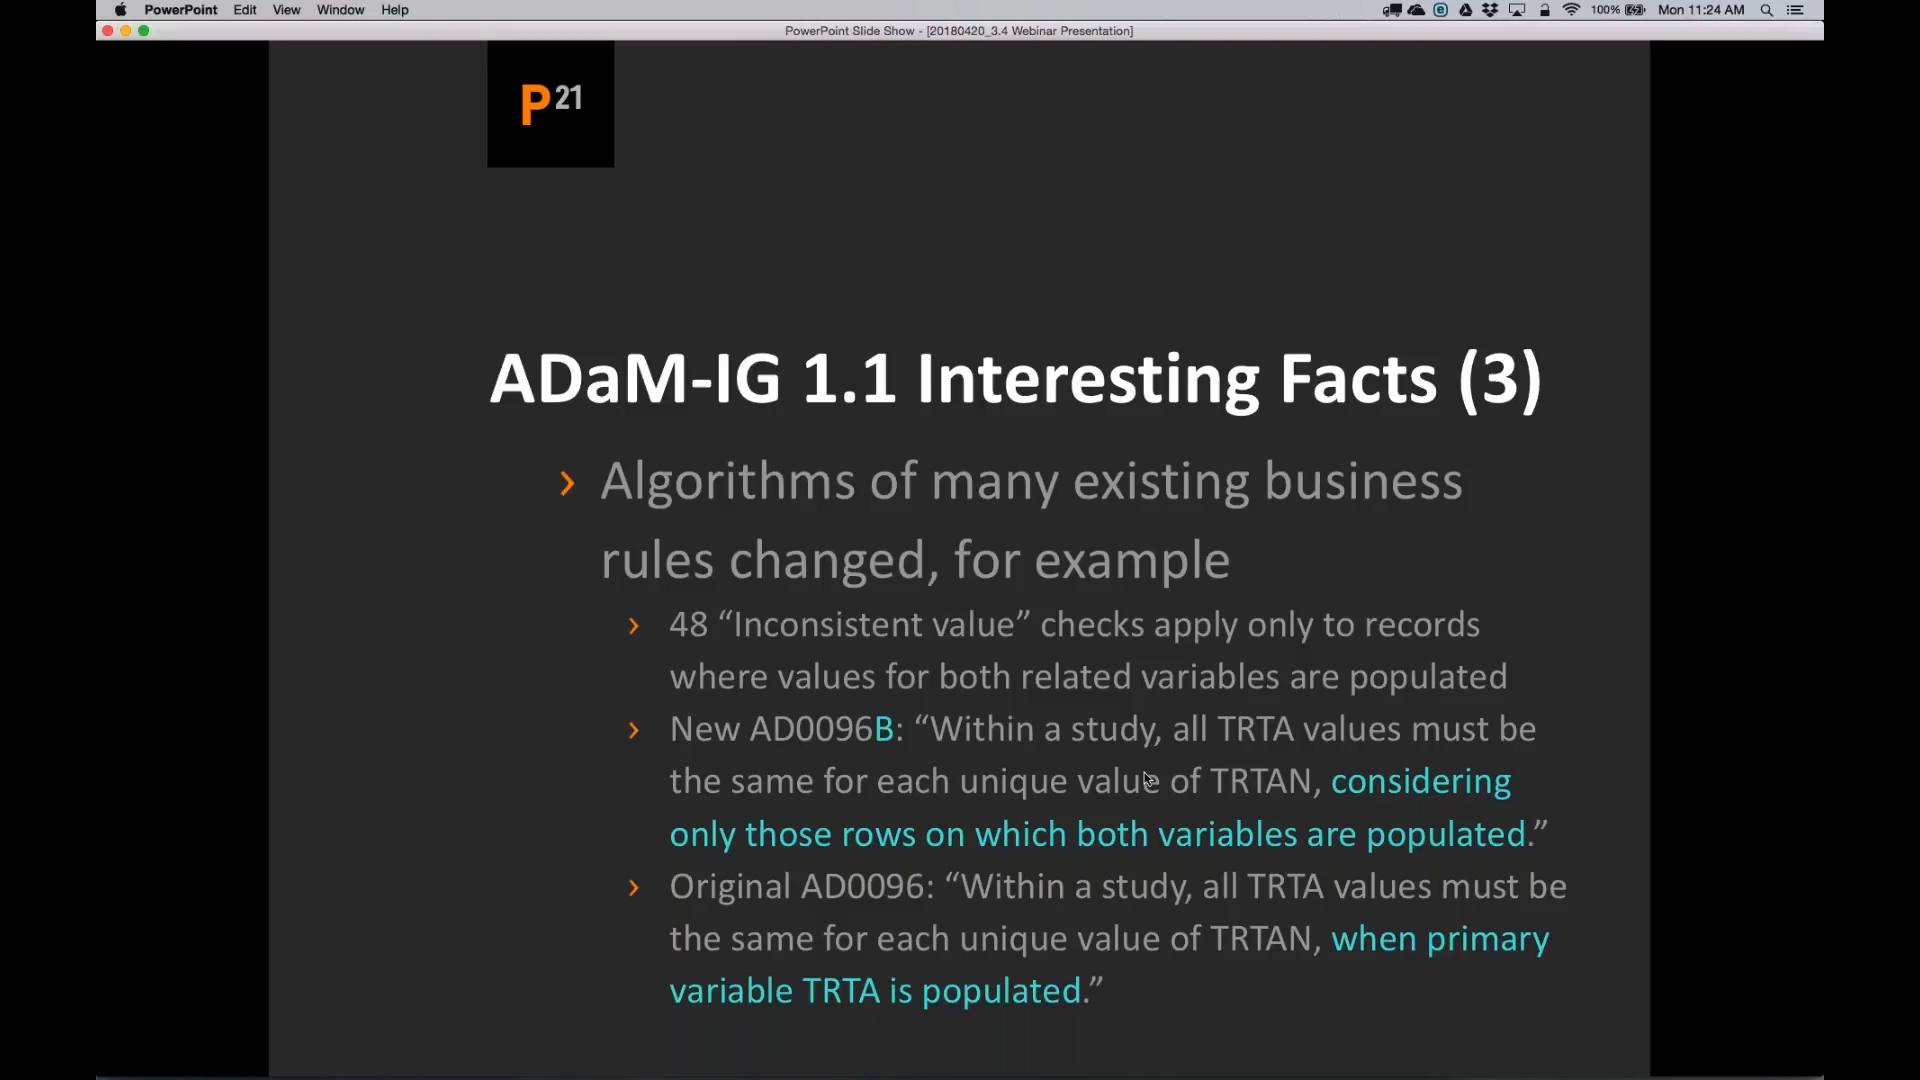 PowerPoint Edit View Window Help 100% Mon 11:24 AM
PowerPoint Slide Show - [20180420_3.4 Webinar Presentation]
P21
ADaM-IG 1.1 Interesting Facts (3)
› Algorithms of many existing business
rules changed, for example
› 48 “Inconsistent value” checks apply only to records
where values for both related variables are populated
› New AD0096B: “Within a study, all TRTA values must be
the same for each unique value of TRTAN, considering
only those rows on which both variables are populated.”
› Original AD0096: “Within a study, all TRTA values must be
the same for each unique value of TRTAN, when primary
variable TRTA is populated.”